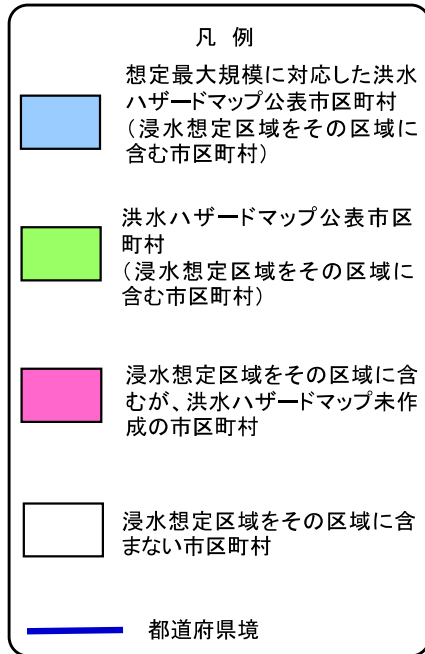 凡 例
想定最大規模に対応した洪水
ハザードマップ公表市区町村
（浸水想定区域をその区域に
含む市区町村）
洪水ハザードマップ公表市区
町村
（浸水想定区域をその区域に
含む市区町村）
浸水想定区域をその区域に含
むが、洪水ハザードマップ未作
成の市区町村
浸水想定区域をその区域に含
まない市区町村
都道府県境